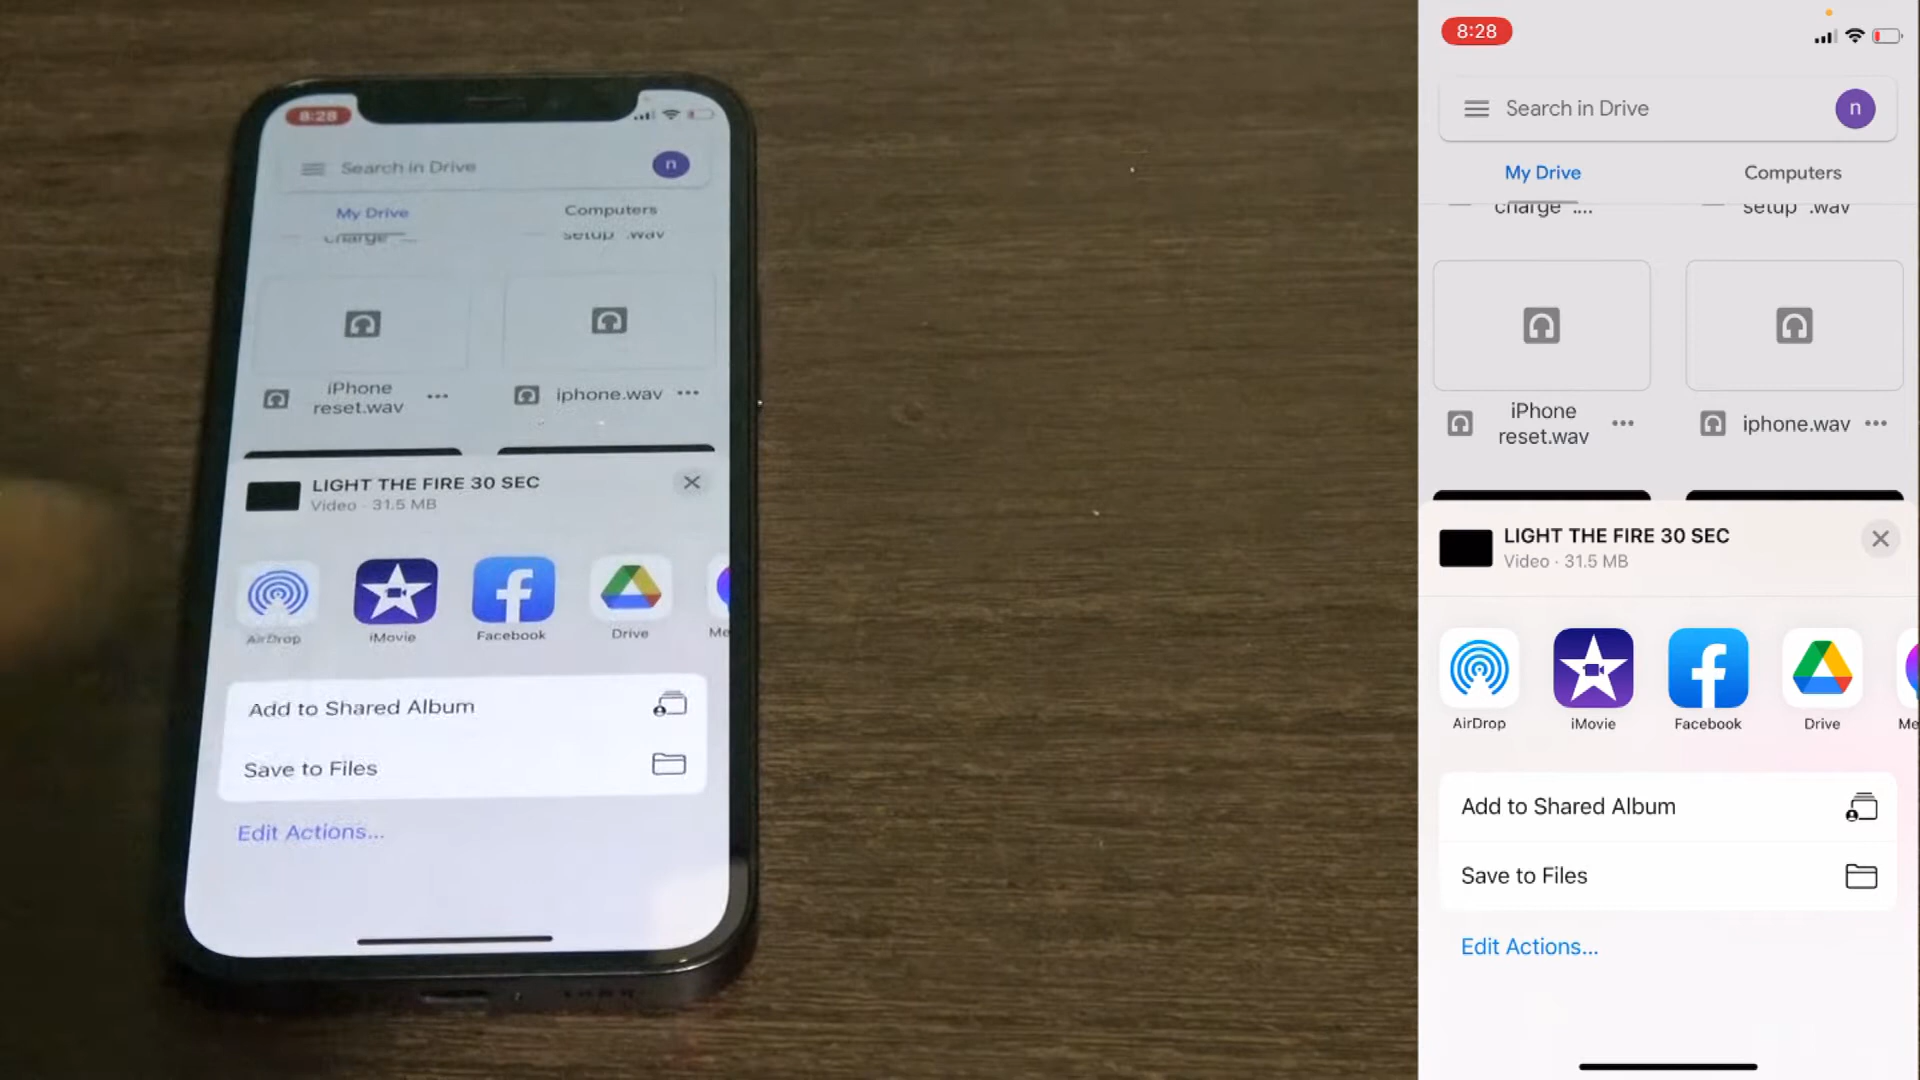 8:28
Search in Drive
n
My Drive
Computers
charge ....
setup .wav
iPhone
reset.wav
iphone.wav
LIGHT THE FIRE 30 SEC
Video · 31.5 MB
AirDrop
iMovie
Facebook
Drive
Me
Add to Shared Album
Save to Files
Edit Actions...
8:28
Search in Drive
n
My Drive
Computers
charge ....
setup .wav
iPhone
reset.wav
iphone.wav
LIGHT THE FIRE 30 SEC
Video · 31.5 MB
AirDrop
iMovie
Facebook
Drive
Me
Add to Shared Album
Save to Files
Edit Actions...